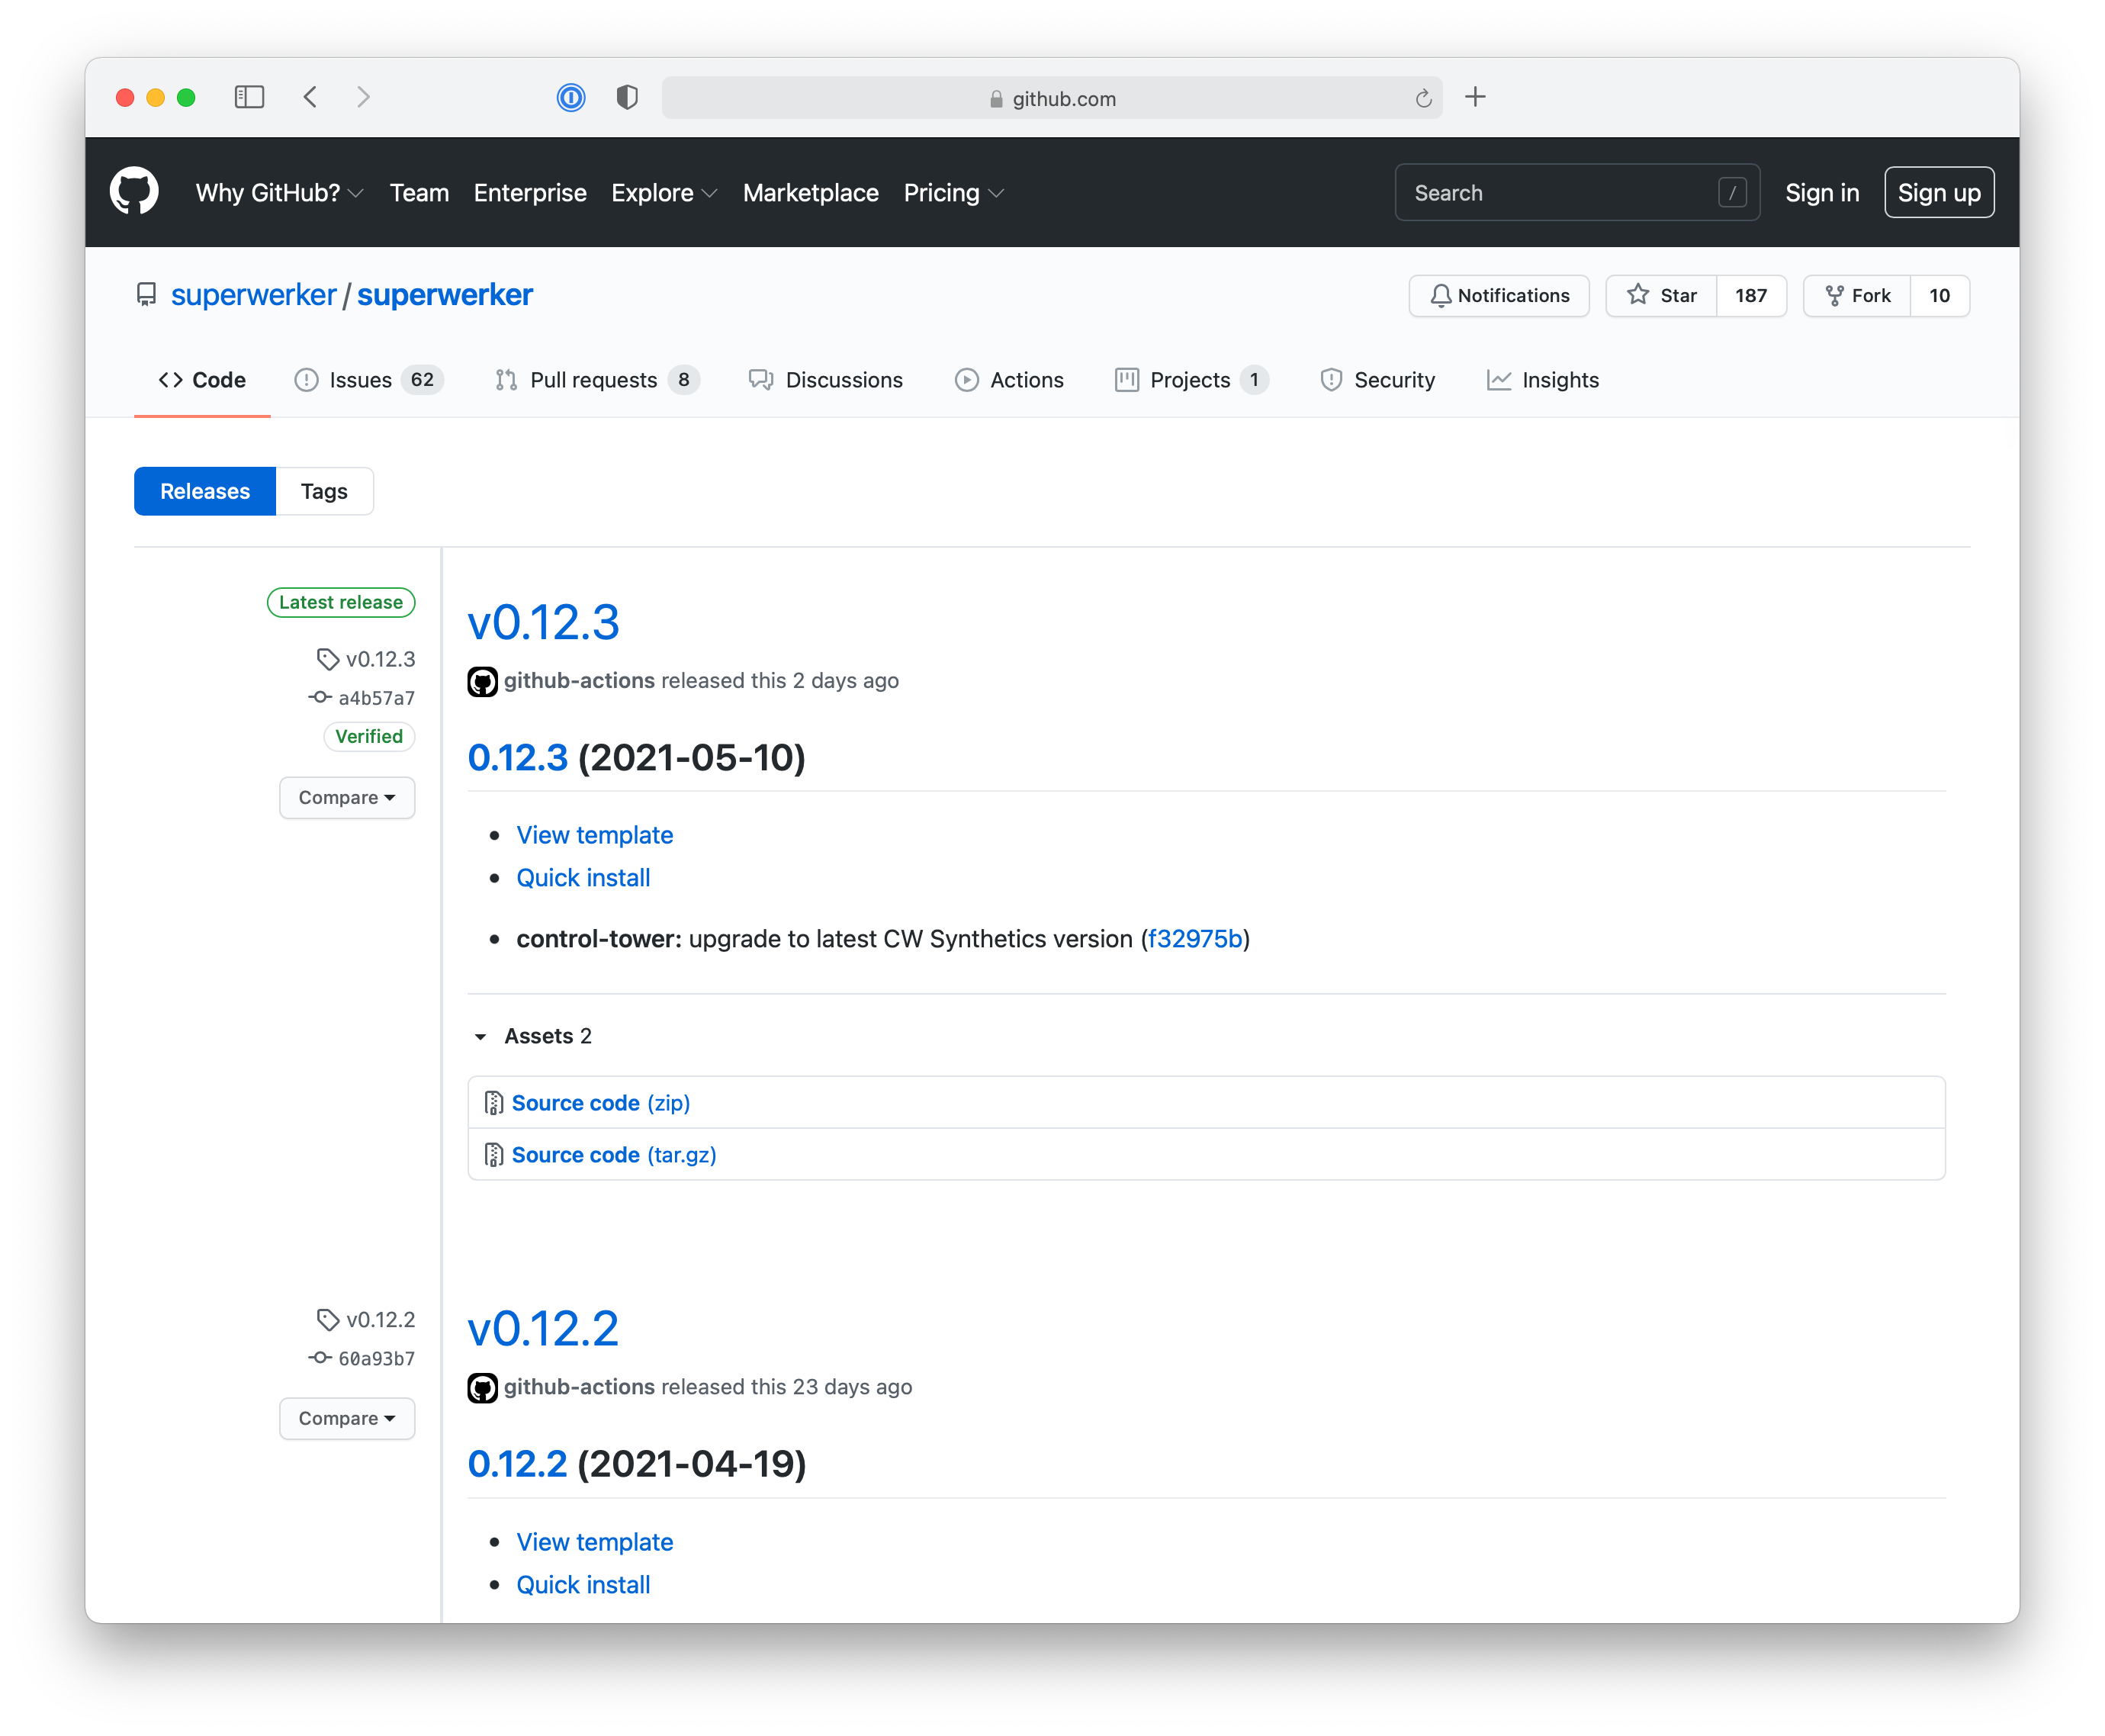 github.com
Why GitHub? Team Enterprise Explore Marketplace Pricing Search / Sign in Sign up
superwerker / superwerker Notifications Star 187 Fork 10
Code Issues 62 Pull requests 8 Discussions Actions Projects 1 Security Insights
Releases Tags
Latest release
v0.12.3
a4b57a7
Verified
Compare
v0.12.3
github-actions released this 2 days ago
0.12.3 (2021-05-10)
View template
Quick install
control-tower: upgrade to latest CW Synthetics version (f32975b)
Assets 2
Source code (zip)
Source code (tar.gz)
v0.12.2
60a93b7
Compare
v0.12.2
github-actions released this 23 days ago
0.12.2 (2021-04-19)
View template
Quick install